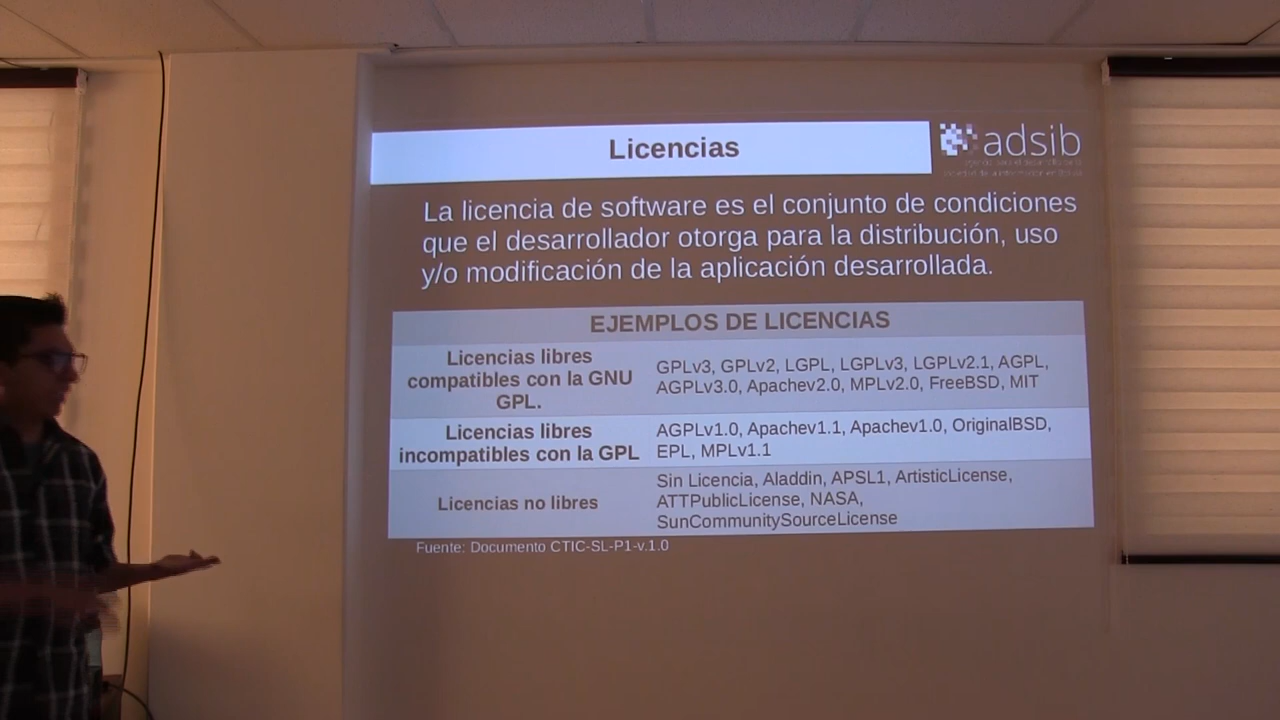 Licencias
adsib
La licencia de software es el conjunto de condiciones
que el desarrollador otorga para la distribución, uso
y/o modificación de la aplicación desarrollada.
EJEMPLOS DE LICENCIAS
Licencias libres
compatibles con la GNU
GPL.
GPLv3, GPLv2, LGPL, LGPLv3, LGPLv2.1, AGPL,
AGPLv3.0, Apachev2.0, MPLv2.0, FreeBSD, MIT
Licencias libres
incompatibles con la GPL
AGPLv1.0, Apachev1.1, Apachev1.0, OriginalBSD,
EPL, MPLv1.1
Licencias no libres
Sin Licencia, Aladdin, APSL1, ArtisticLicense,
ATTPublicLicense, NASA,
SunCommunitySourceLicense
Fuente: Documento CTIC-SL-P1-v.1.0